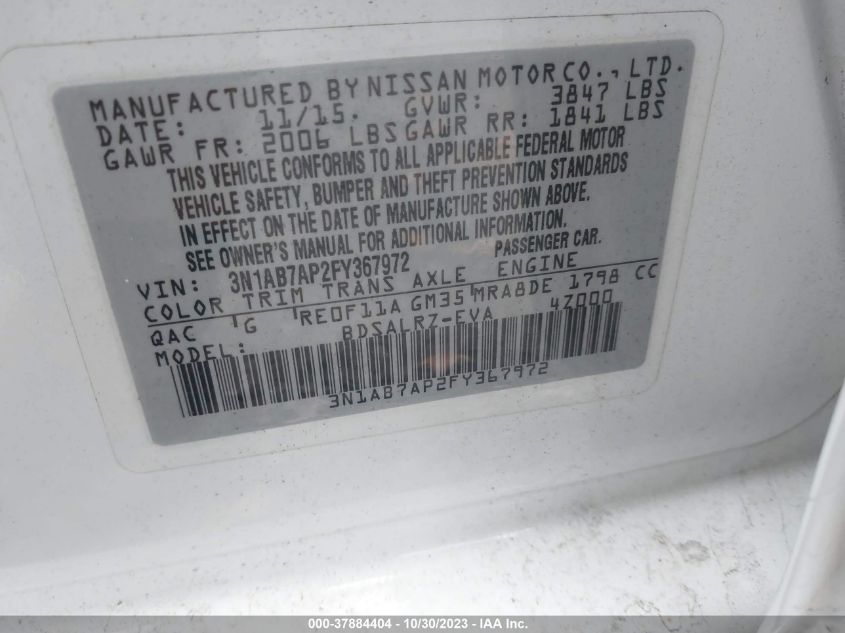 MANUFACTURED BY NISSAN MOTOR CO., LTD.
DATE: 11/15. GVWR: 3847 LBS
GAWR FR: 2006 LBS GAWR RR: 1841 LBS
THIS VEHICLE CONFORMS TO ALL APPLICABLE FEDERAL MOTOR
VEHICLE SAFETY, BUMPER AND THEFT PREVENTION STANDARDS
IN EFFECT ON THE DATE OF MANUFACTURE SHOWN ABOVE.
SEE OWNER'S MANUAL FOR ADDITIONAL INFORMATION.
VIN: 3N1AB7AP2FY367972 PASSENGER CAR.
COLOR TRIM TRANS AXLE ENGINE
QAC G RE0F11A GM35 MRA8DE 1798 CC
MODEL: BDSALRZ-EVA 4Z000
3N1AB7AP2FY367972
000-37884404 - 10/30/2023 - IAA Inc.